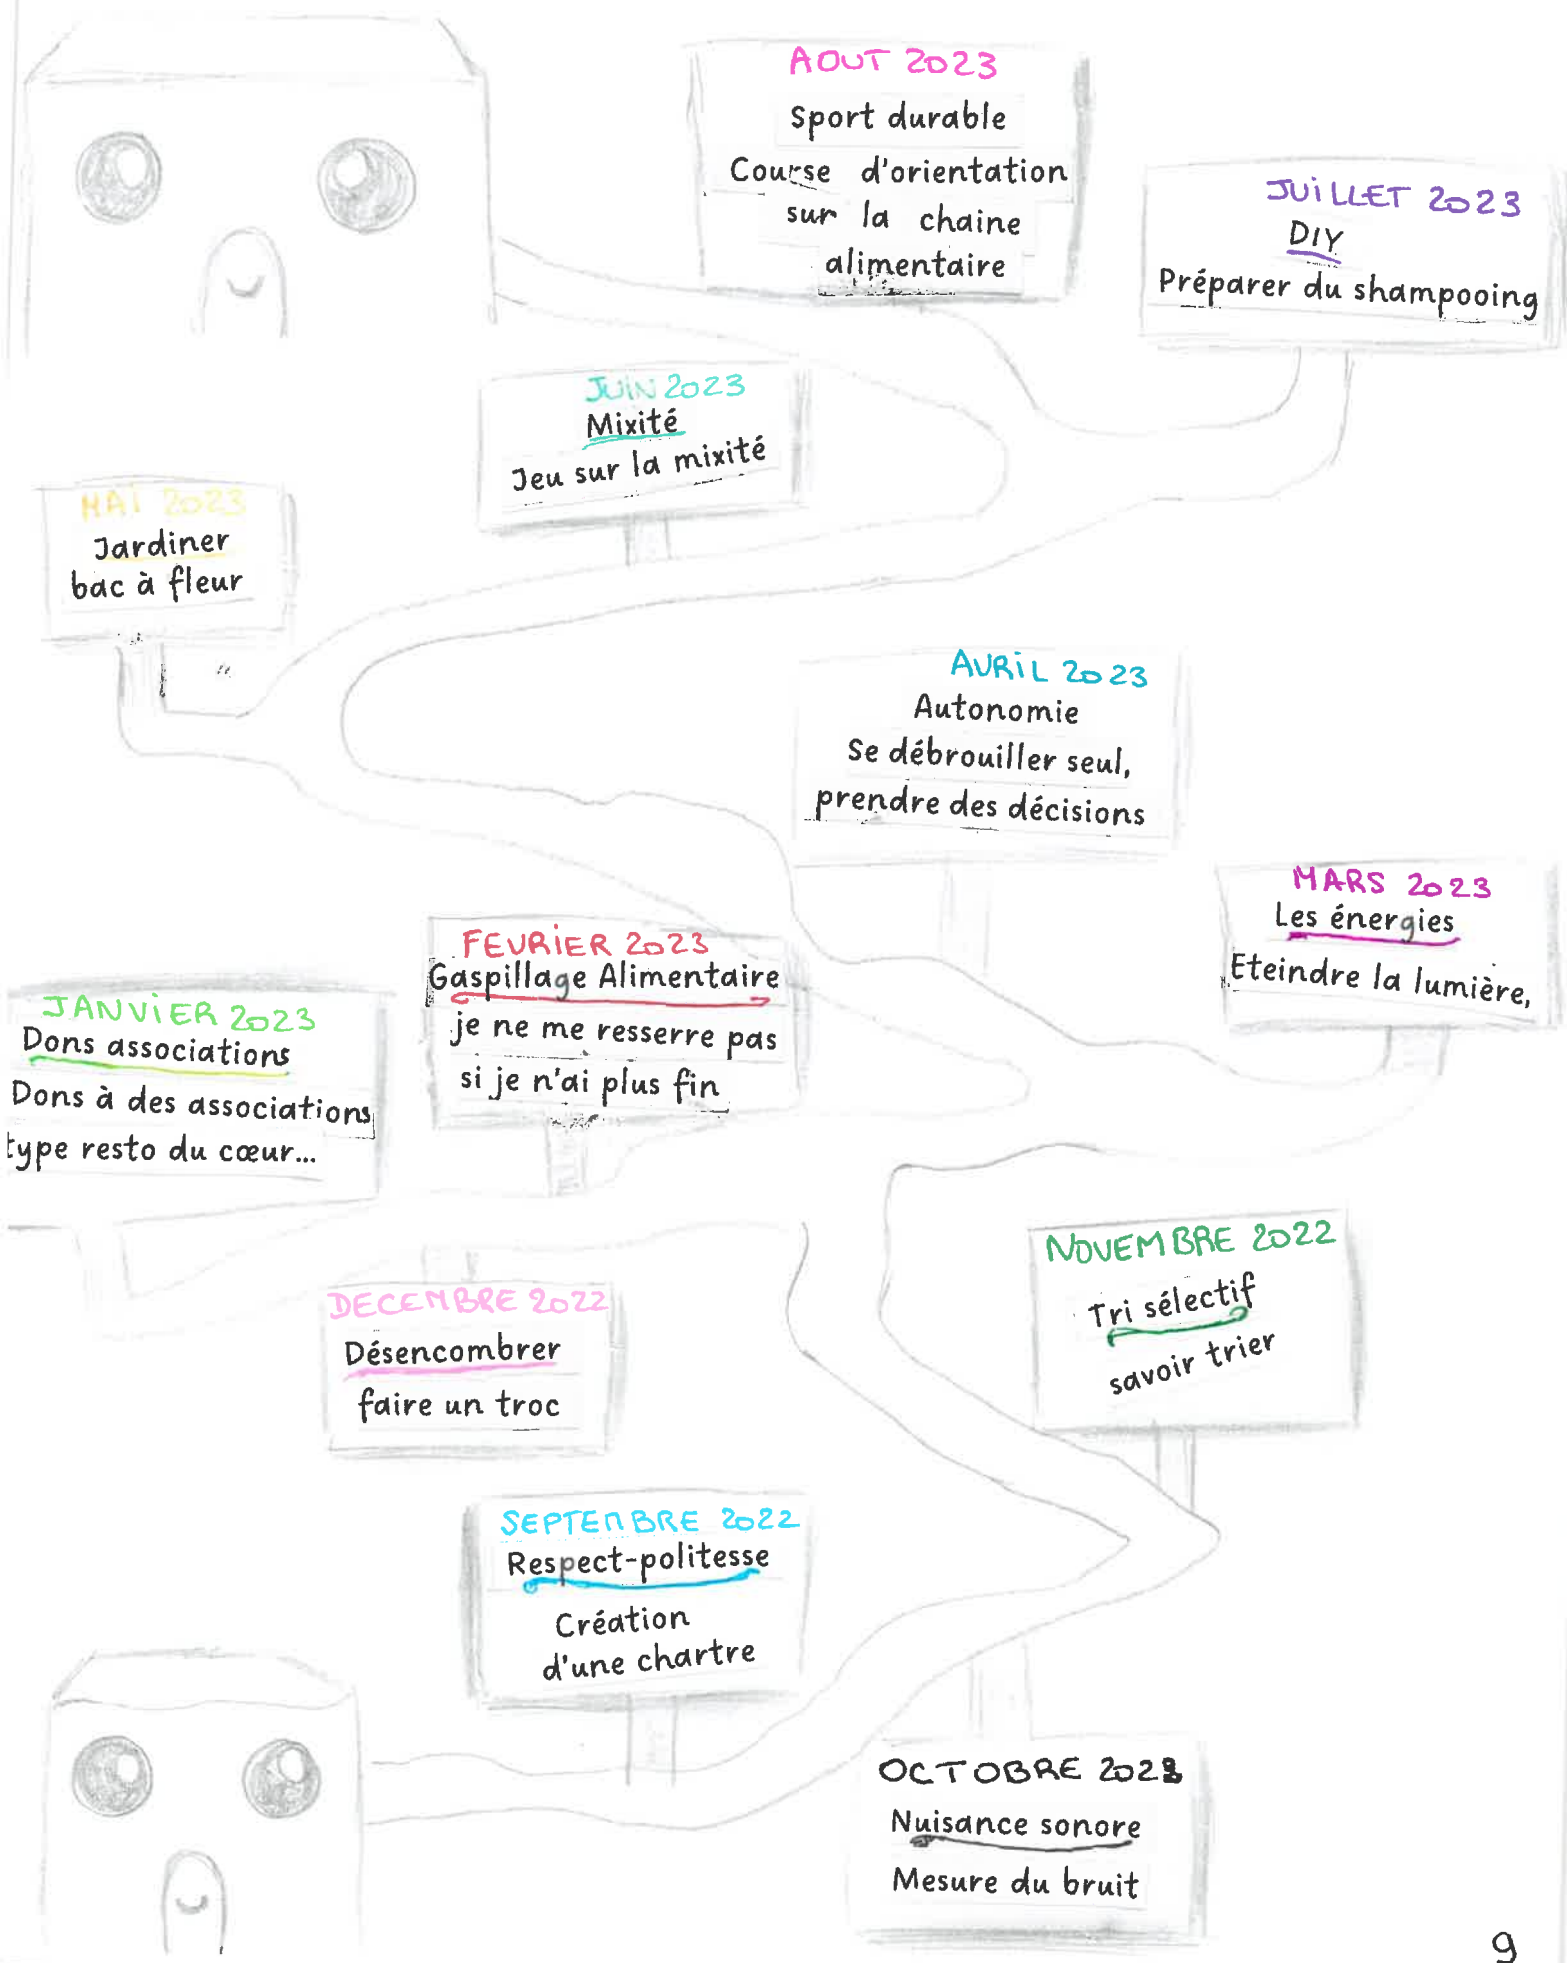 AOUT 2023
Sport durable
Course d'orientation
sur la chaine
alimentaire
JUiLLET 2023
DIY
Préparer du shampooing
JUiN 2023
Mixité
Jeu sur la mixité
MAi 2023
Jardiner
bac à fleur
AVRiL 2023
Autonomie
Se débrouiller seul,
prendre des décisions
MARS 2023
Les énergies
Eteindre la lumière,
FEVRiER 2023
Gaspillage Alimentaire
je ne me resserre pas
si je n'ai plus fin
JANViER 2023
Dons associations
Dons à des associations
type resto du cœur...
DECEMBRE 2022
Désencombrer
faire un troc
NOVEMBRE 2022
Tri sélectif
savoir trier
SEPTEMBRE 2022
Respect-politesse
Création
d'une chartre
OCTOBRE 2022
Nuisance sonore
Mesure du bruit
9